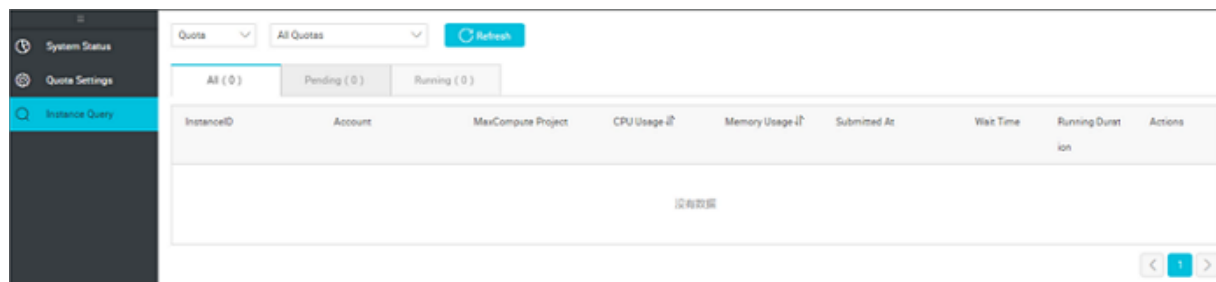 Quota All Quotas Refresh
System Status
Quota Settings
Instance Query
All ( 0 ) Pending ( 0 ) Running ( 0 )
InstanceID Account MaxCompute Project CPU Usage Memory Usage Submitted At Wait Time Running Durat Actions
ion
没有数据
1